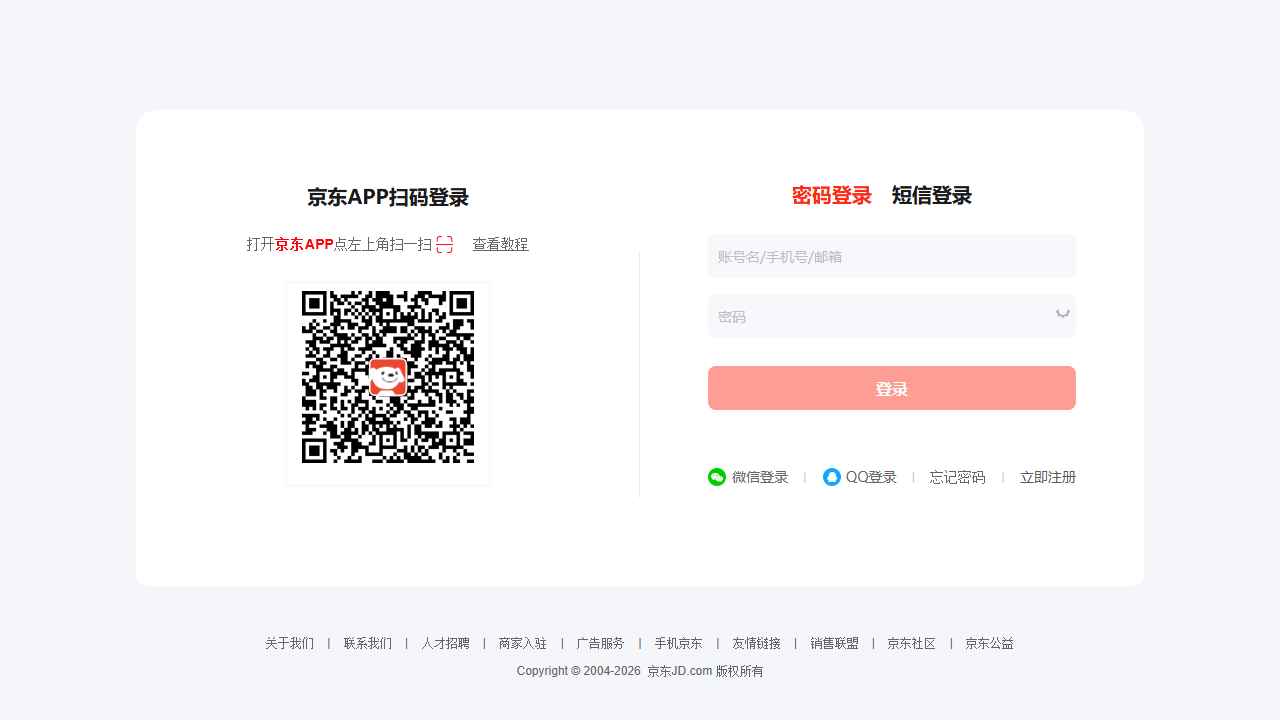 京东APP扫码登录
打开京东APP点左上角扫一扫 查看教程
密码登录 短信登录
账号名/手机号/邮箱
密码
登录
微信登录 | QQ登录 | 忘记密码 | 立即注册
关于我们 | 联系我们 | 人才招聘 | 商家入驻 | 广告服务 | 手机京东 | 友情链接 | 销售联盟 | 京东社区 | 京东公益
Copyright © 2004-2026 京东JD.com 版权所有